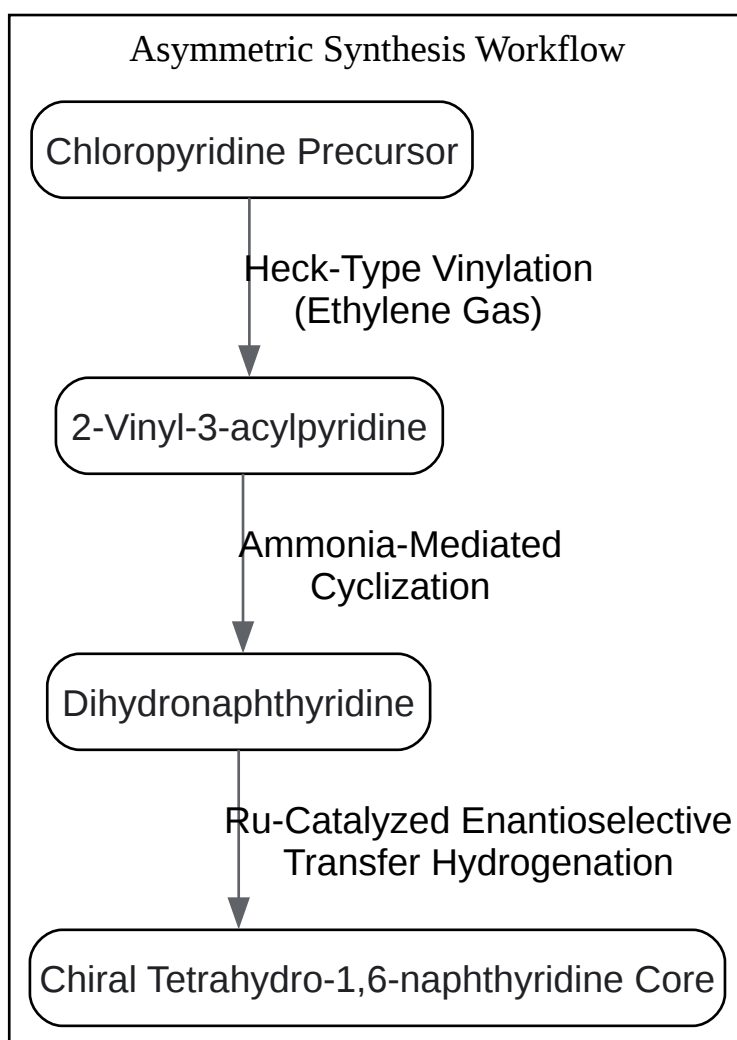 Asymmetric Synthesis Workflow
Chloropyridine Precursor
Heck-Type Vinylation
(Ethylene Gas)
2-Vinyl-3-acylpyridine
Ammonia-Mediated
Cyclization
Dihydronaphthyridine
Ru-Catalyzed Enantioselective
Transfer Hydrogenation
Chiral Tetrahydro-1,6-naphthyridine Core